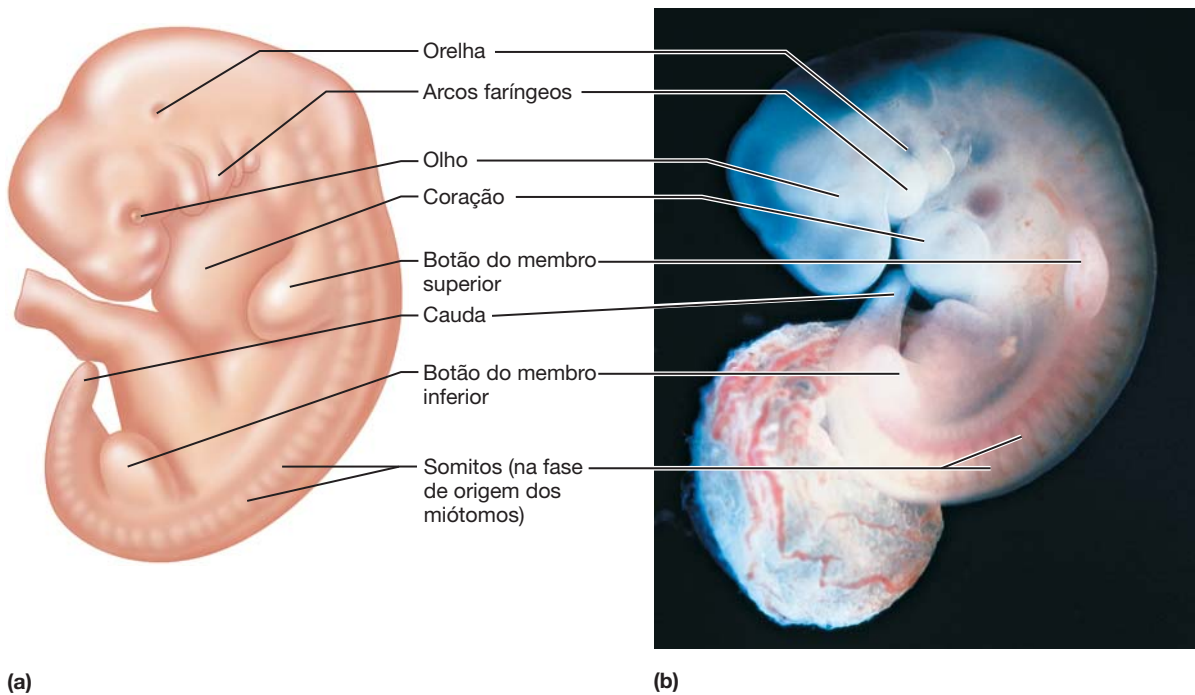 Orelha
Arcos faríngeos
Olho
Coração
Botão do membro
superior
Cauda
Botão do membro
inferior
Somitos (na fase
de origem dos
miótomos)
(a)
(b)